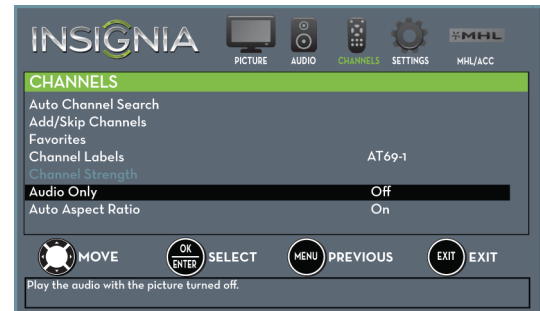 INSIGNIA
PICTURE AUDIO CHANNELS SETTINGS MHL MHL/ACC
CHANNELS
Auto Channel Search
Add/Skip Channels
Favorites
Channel Labels AT69-1
Channel Strength
Audio Only Off
Auto Aspect Ratio On
MOVE OK ENTER SELECT MENU PREVIOUS EXIT EXIT
Play the audio with the picture turned off.